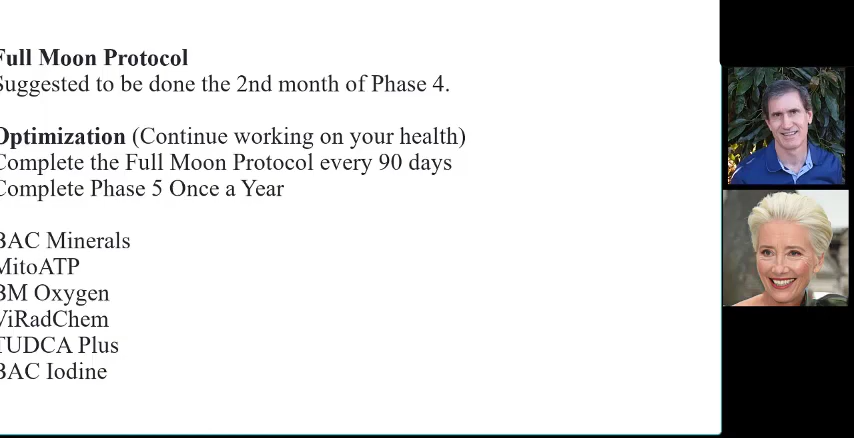 Full Moon Protocol
Suggested to be done the 2nd month of Phase 4.
Optimization (Continue working on your health)
Complete the Full Moon Protocol every 90 days
Complete Phase 5 Once a Year
BAC Minerals
MitoATP
BM Oxygen
ViRadChem
TUDCA Plus
BAC Iodine